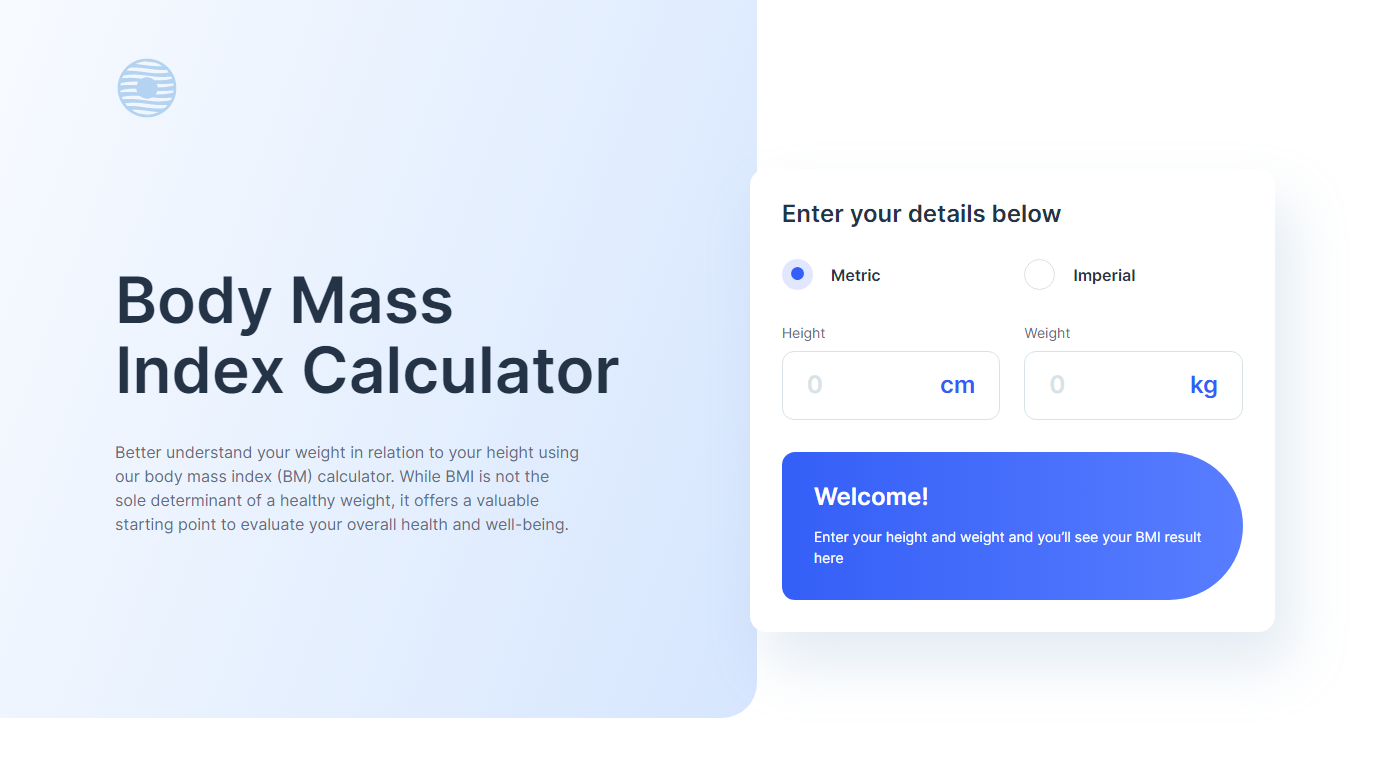 Body Mass
Index Calculator
Better understand your weight in relation to your height using
our body mass index (BM) calculator. While BMI is not the
sole determinant of a healthy weight, it offers a valuable
starting point to evaluate your overall health and well-being.
Enter your details below
Metric
Imperial
Height
Weight
0 cm
0 kg
Welcome!
Enter your height and weight and you’ll see your BMI result
here